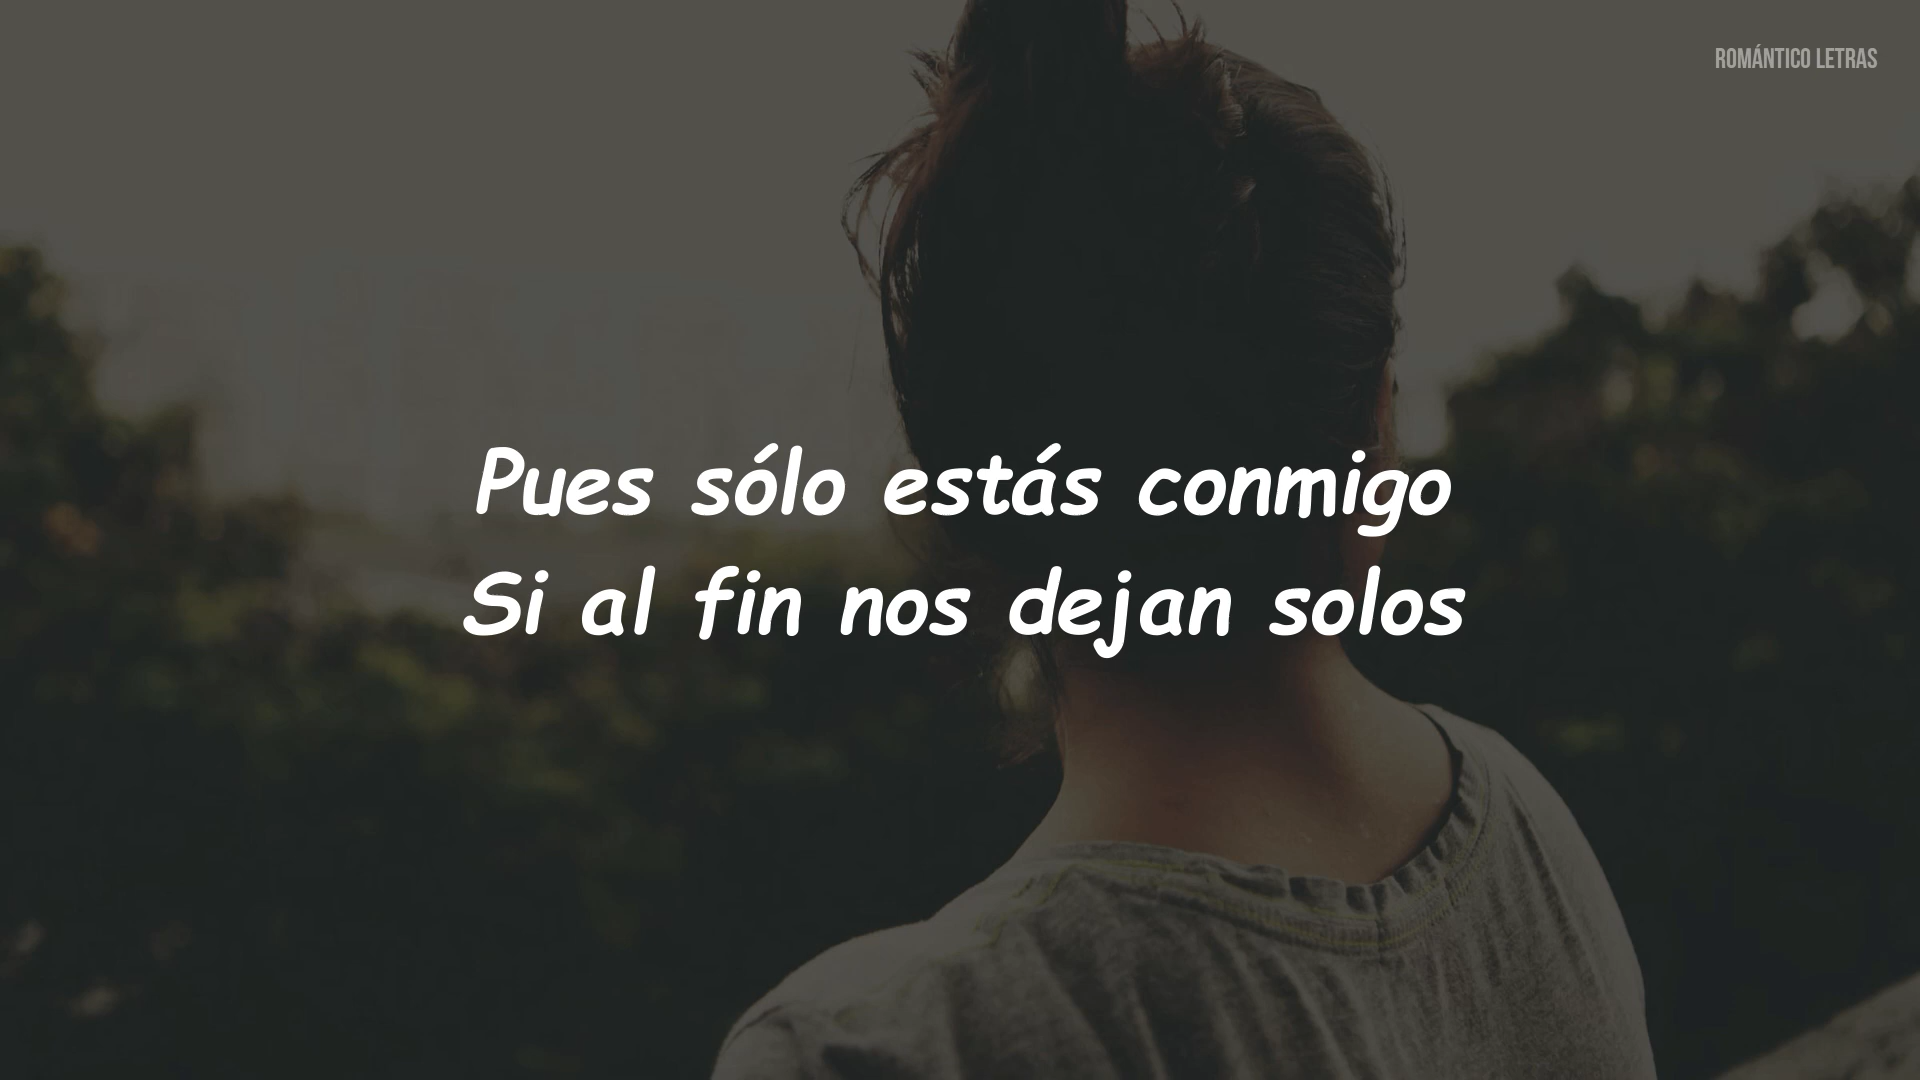 ROMÁNTICO LETRAS
Pues sólo estás conmigo
Si al fin nos dejan solos